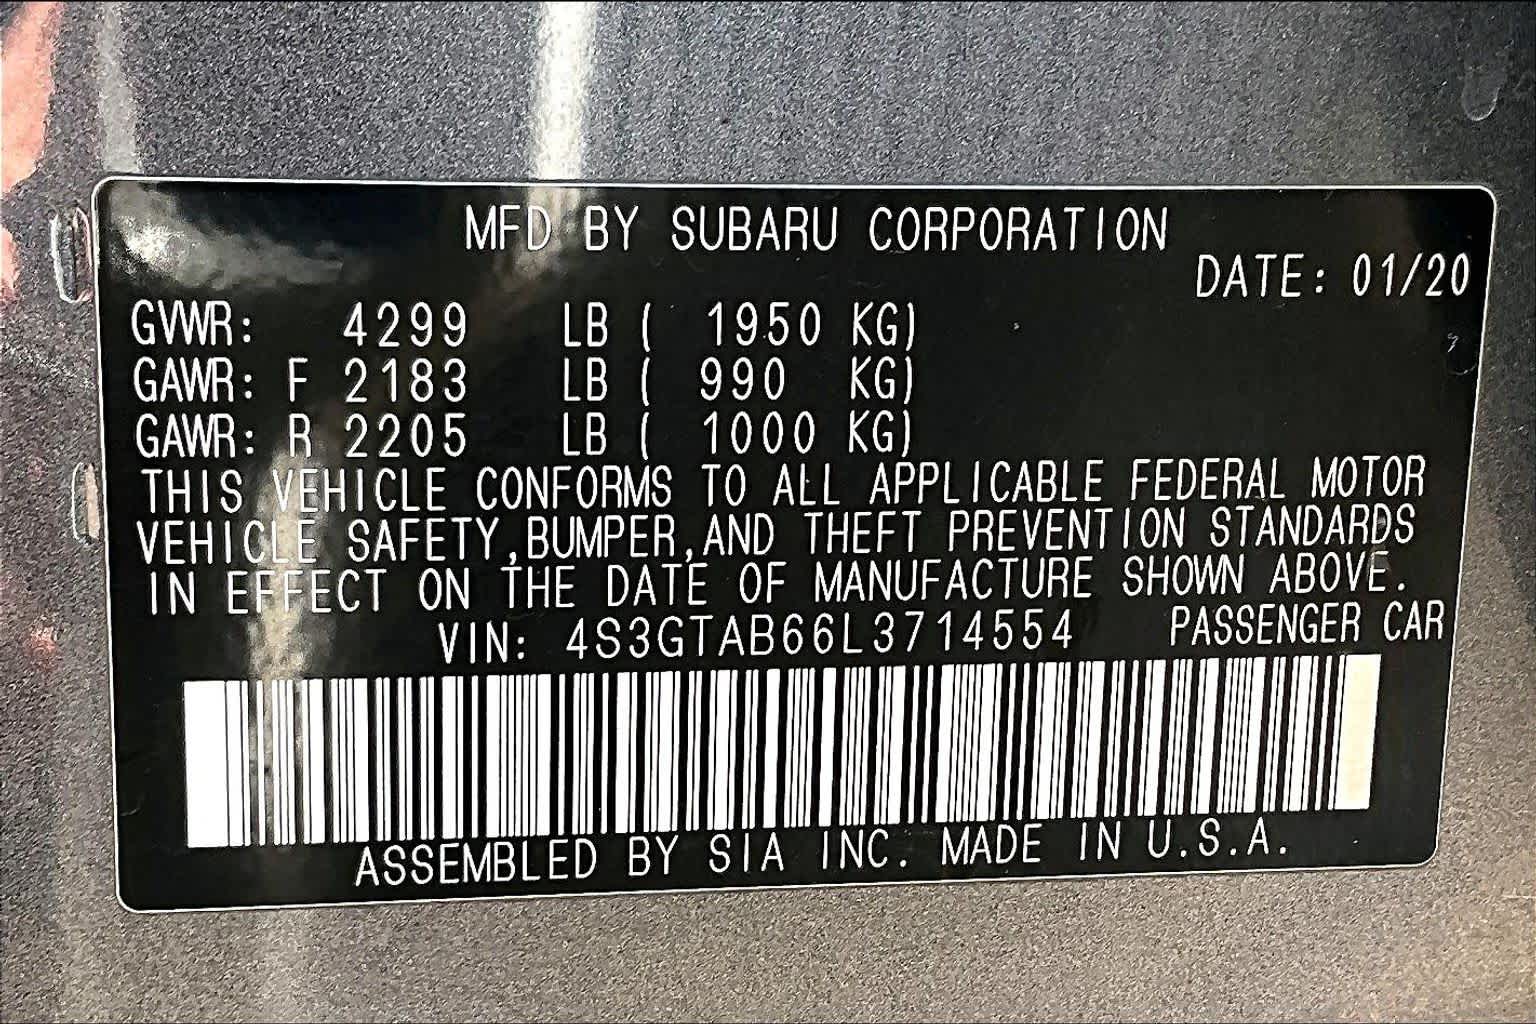 MFD BY SUBARU CORPORATION
DATE: 01/20
GVWR: 4299 LB ( 1950 KG)
GAWR: F 2183 LB ( 990 KG)
GAWR: R 2205 LB ( 1000 KG)
THIS VEHICLE CONFORMS TO ALL APPLICABLE FEDERAL MOTOR
VEHICLE SAFETY,BUMPER,AND THEFT PREVENTION STANDARDS
IN EFFECT ON THE DATE OF MANUFACTURE SHOWN ABOVE.
VIN: 4S3GTAB66L3714554 PASSENGER CAR
ASSEMBLED BY SIA INC. MADE IN U.S.A.